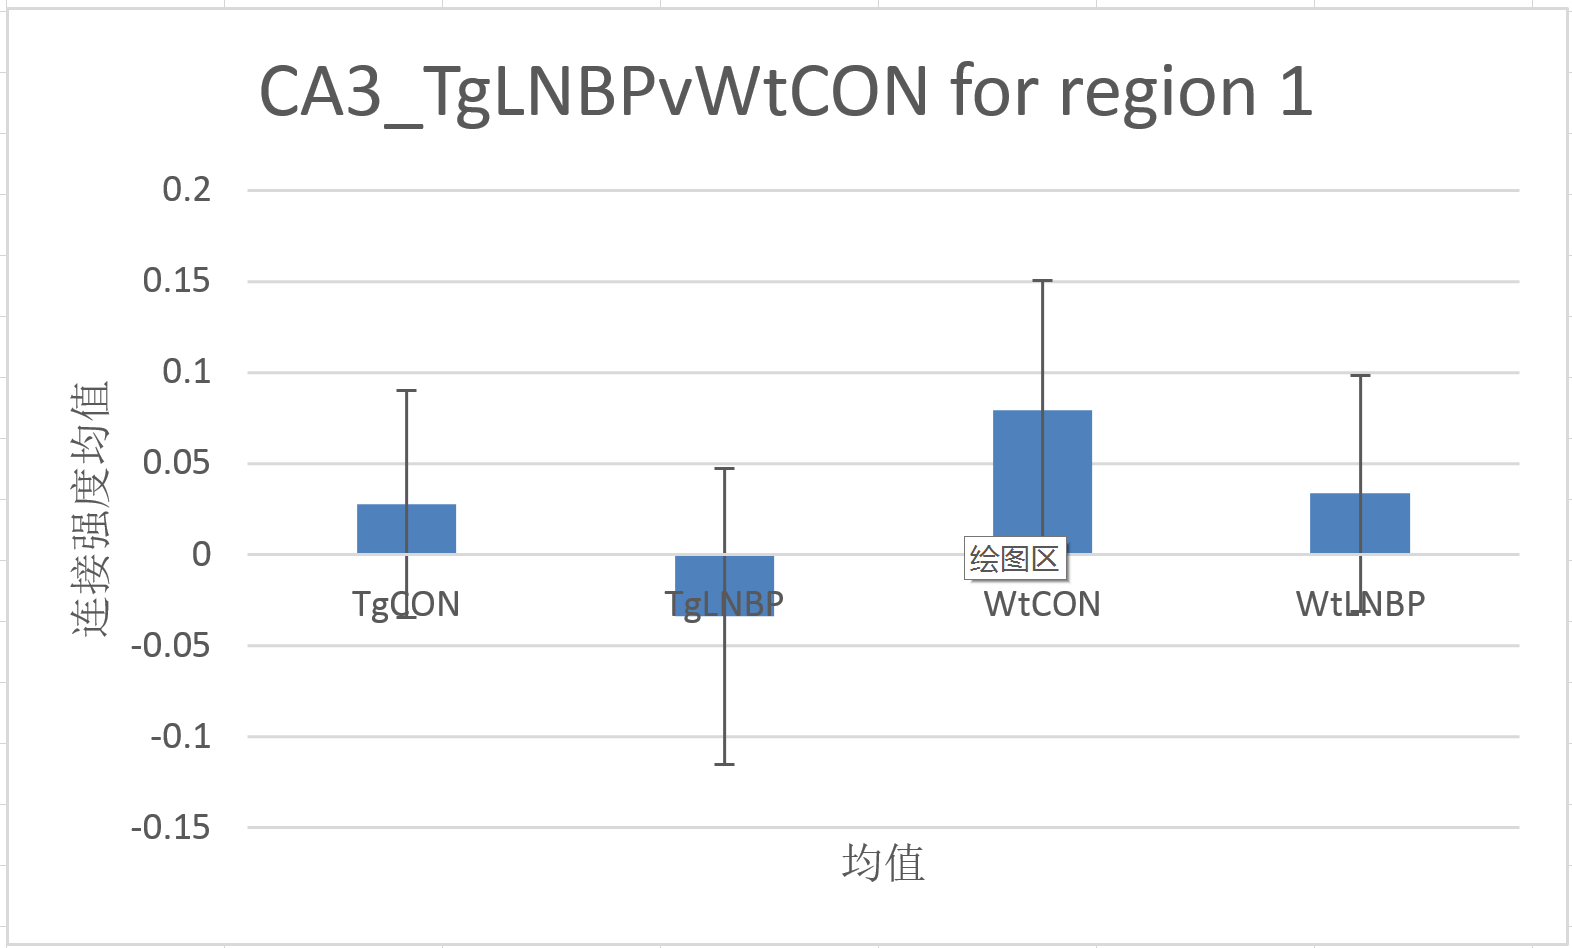 CA3_TgLNBPvWtCON for region 1
0.2
0.15
0.1
0.05
0
-0.05
-0.1
-0.15
连接强度均值
绘图区
TgCON TgLNBP WtCON WtLNBP
均值